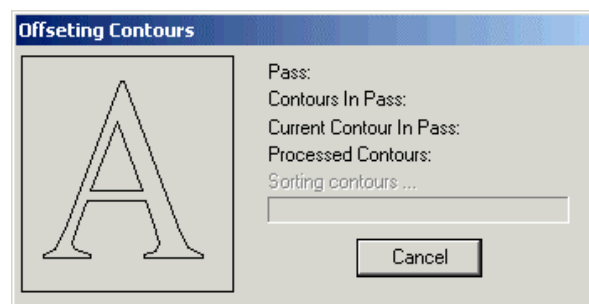 Offseting Contours
A
Pass:
Contours In Pass:
Current Contour In Pass:
Processed Contours:
Sorting contours ...
Cancel